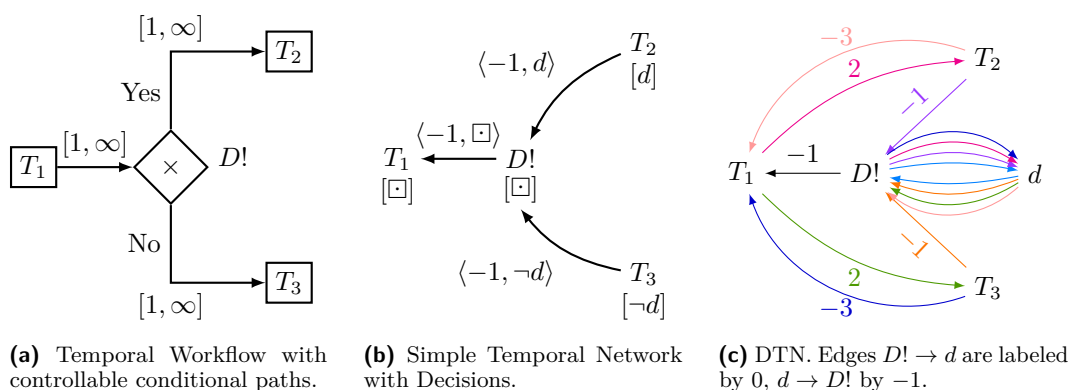 [1, ∞]
T₂
Yes
[1, ∞]
T₁
×
D!
No
T₃
[1, ∞]
(a) Temporal Workflow with
controllable conditional paths.
T₂
[d]
⟨−1, d⟩
⟨−1, ⊡⟩
T₁
[⊡]
D!
[⊡]
⟨−1, ¬d⟩
T₃
[¬d]
(b) Simple Temporal Network
with Decisions.
−3
2
T₂
−1
−1
T₁
D!
d
−1
2
T₃
−3
(c) DTN. Edges D! → d are labeled
by 0, d → D! by −1.